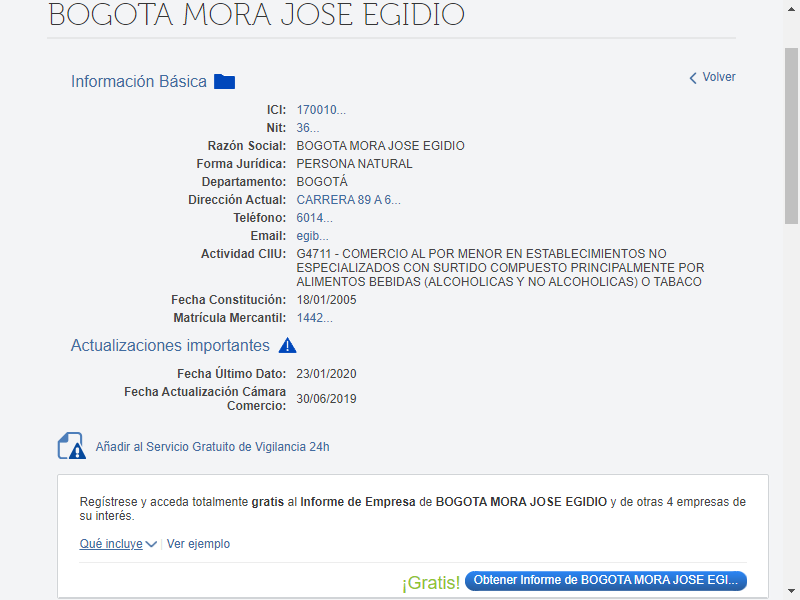 BOGOTA MORA JOSE EGIDIO
Información Básica
Volver
ICI: 170010...
Nit: 36...
Razón Social: BOGOTA MORA JOSE EGIDIO
Forma Jurídica: PERSONA NATURAL
Departamento: BOGOTÁ
Dirección Actual: CARRERA 89 A 6...
Teléfono: 6014...
Email: egib...
Actividad CIIU: G4711 - COMERCIO AL POR MENOR EN ESTABLECIMIENTOS NO
ESPECIALIZADOS CON SURTIDO COMPUESTO PRINCIPALMENTE POR
ALIMENTOS BEBIDAS (ALCOHOLICAS Y NO ALCOHOLICAS) O TABACO
Fecha Constitución: 18/01/2005
Matrícula Mercantil: 1442...
Actualizaciones importantes
Fecha Último Dato: 23/01/2020
Fecha Actualización Cámara
Comercio: 30/06/2019
Añadir al Servicio Gratuito de Vigilancia 24h
Regístrese y acceda totalmente gratis al Informe de Empresa de BOGOTA MORA JOSE EGIDIO y de otras 4 empresas de
su interés.
Qué incluye | Ver ejemplo
¡Gratis! Obtener Informe de BOGOTA MORA JOSE EGI...